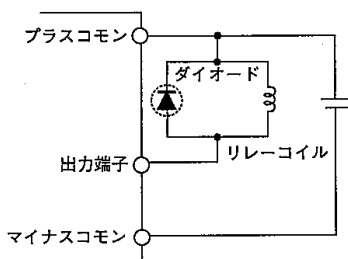 プラスコモン
ダイオード
リレーコイル
出力端子
マイナスコモン